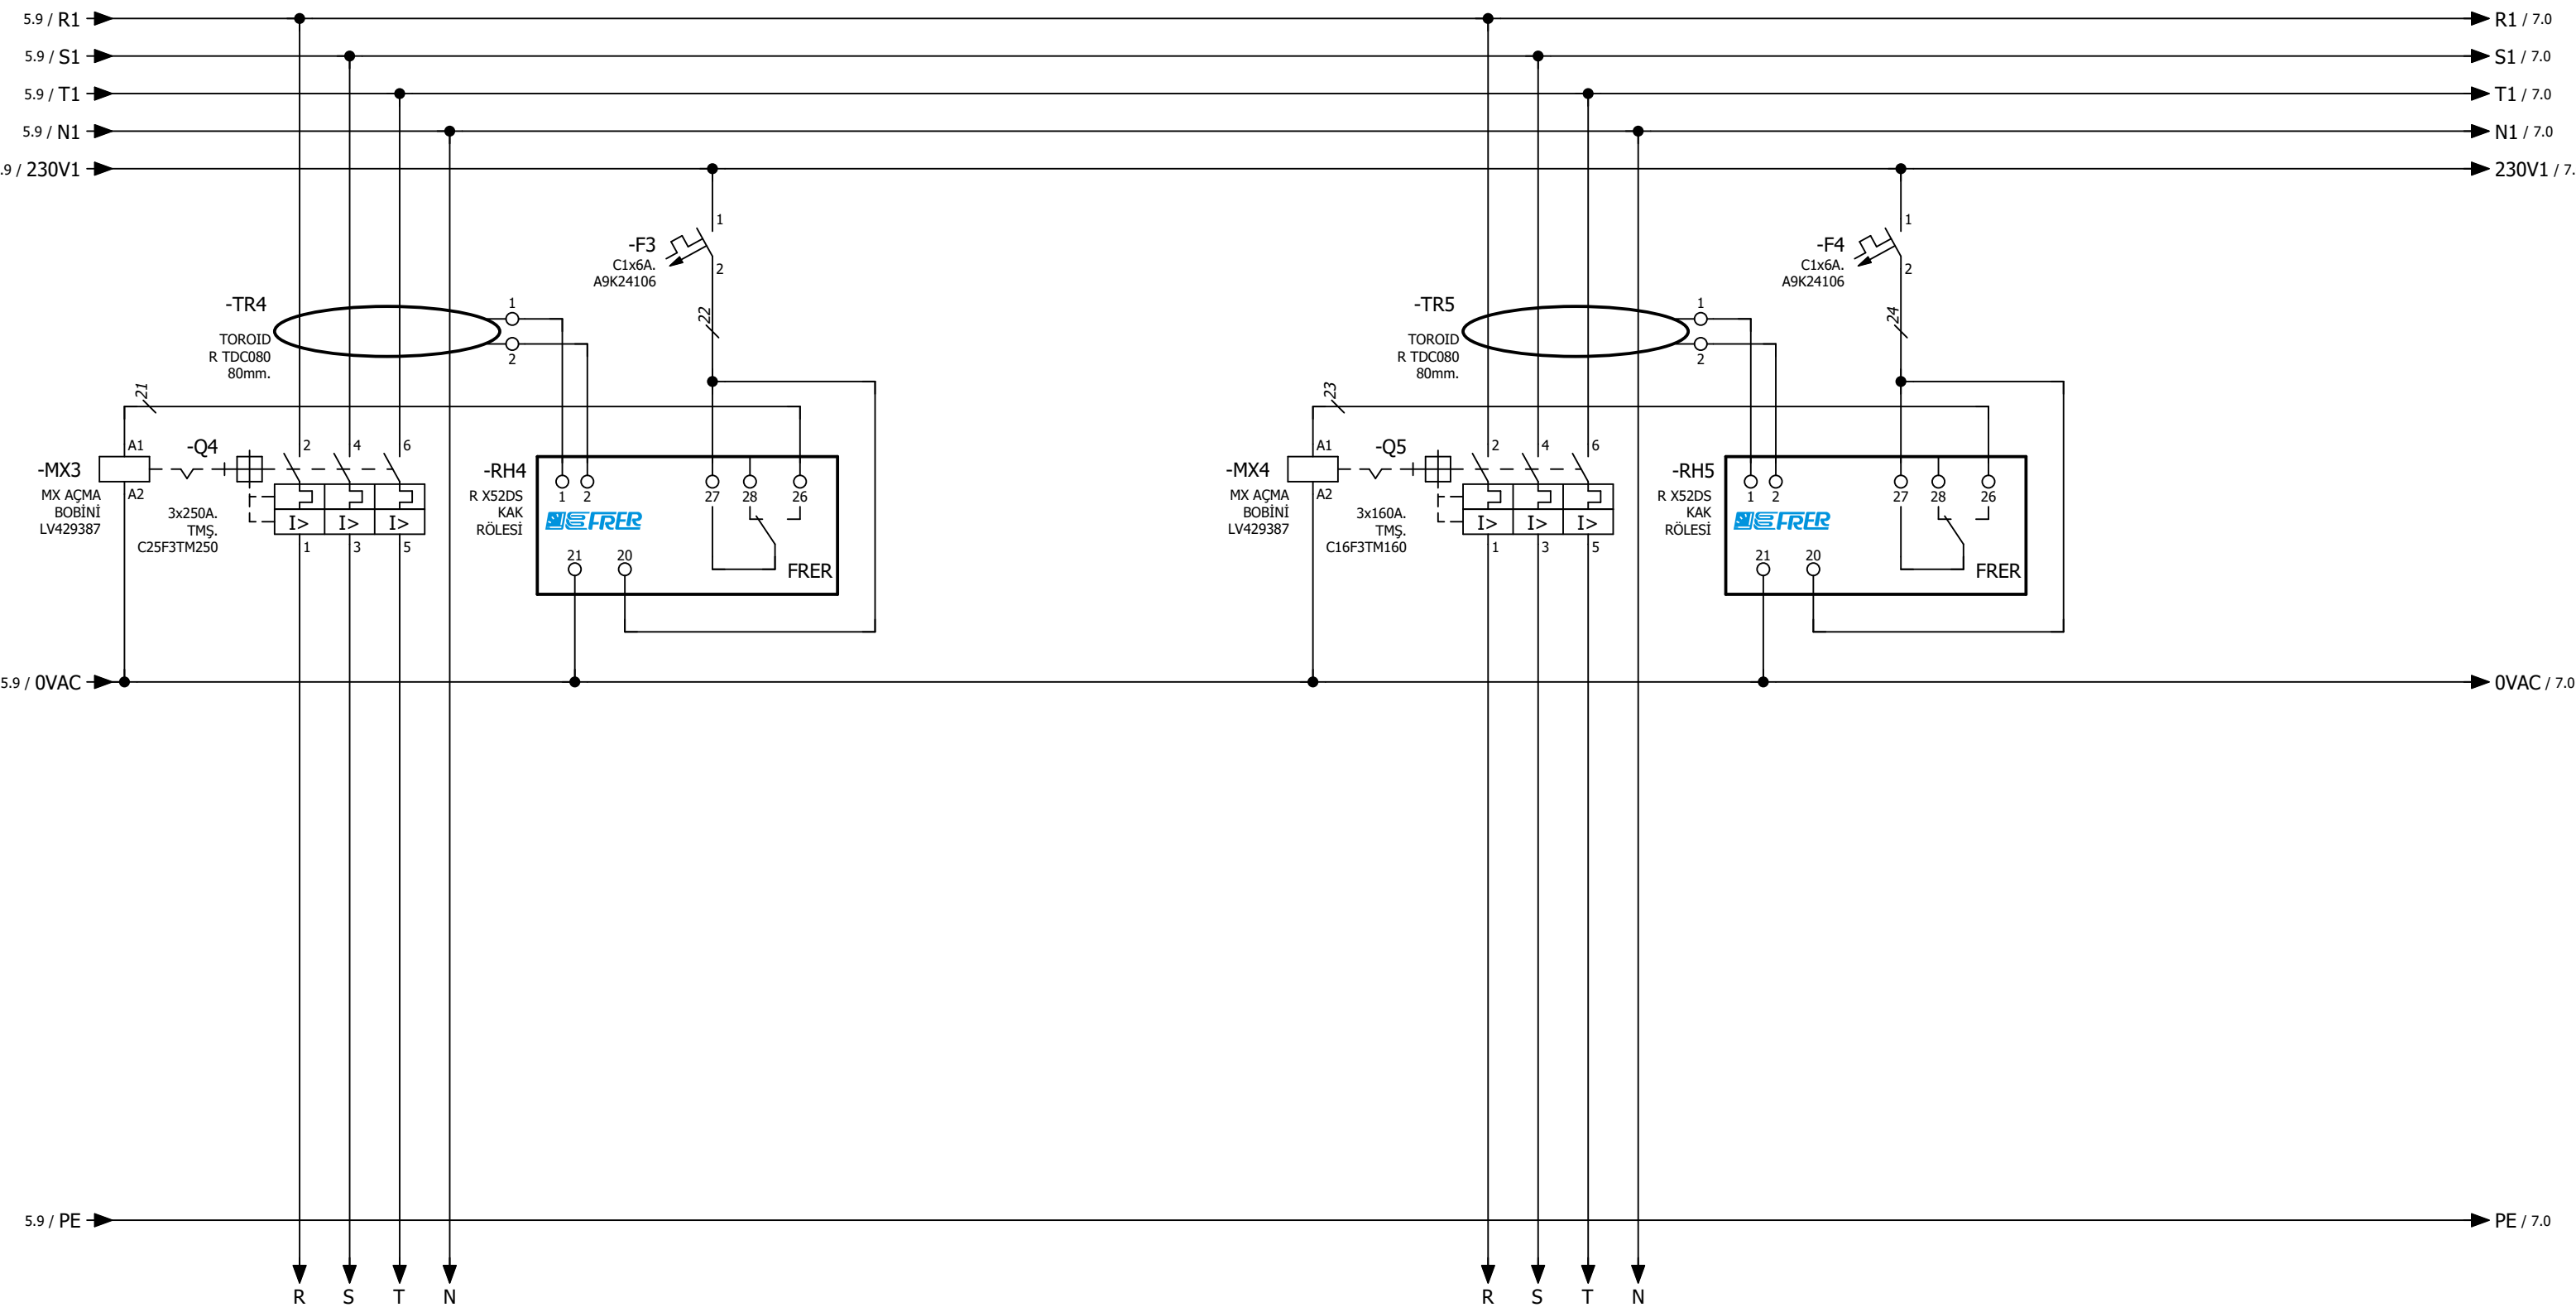 5.9 / R1
R1 / 7.0
5.9 / S1
S1 / 7.0
5.9 / T1
T1 / 7.0
5.9 / N1
N1 / 7.0
.9 / 230V1
230V1 / 7.
1
-F3
C1x6A.
A9K24106
2
22
-TR4
TOROID
R TDC080
80mm.
1
2
21
A1
-MX3
A2
MX AÇMA
BOBİNİ
LV429387
-Q4
3x250A.
TMŞ.
C25F3TM250
2
4
6
I>
I>
I>
1
3
5
-RH4
R X52DS
KAK
RÖLESİ
1
2
27
28
26
FRER
21
20
FRER
1
-F4
C1x6A.
A9K24106
2
24
-TR5
TOROID
R TDC080
80mm.
1
2
23
A1
-MX4
A2
MX AÇMA
BOBİNİ
LV429387
-Q5
3x160A.
TMŞ.
C16F3TM160
2
4
6
I>
I>
I>
1
3
5
-RH5
R X52DS
KAK
RÖLESİ
1
2
27
28
26
FRER
21
20
FRER
5.9 / 0VAC
0VAC / 7.0
5.9 / PE
PE / 7.0
R
S
T
N
R
S
T
N